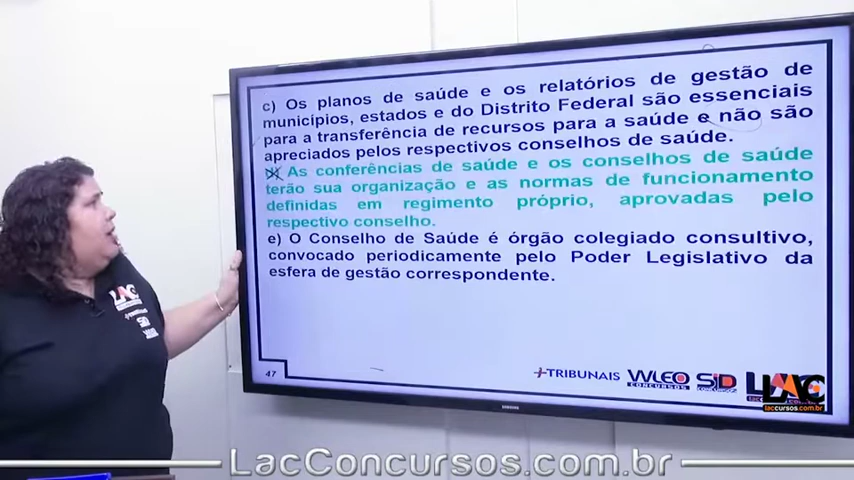 c) Os planos de saúde e os relatórios de gestão de
municípios, estados e do Distrito Federal são essenciais
para a transferência de recursos para a saúde e não são
apreciados pelos respectivos conselhos de saúde.
As conferências de saúde e os conselhos de saúde
terão sua organização e as normas de funcionamento
definidas em regimento próprio, aprovadas pelo
respectivo conselho.
e) O Conselho de Saúde é órgão colegiado consultivo,
convocado periodicamente pelo Poder Legislativo da
esfera de gestão correspondente.
47
+TRIBUNAIS
WLEO
CONCURSOS
SD
CONCURSOS
LAC
LACCONCURSOS.COM.BR
LAC
SD
LacConcursos.com.br